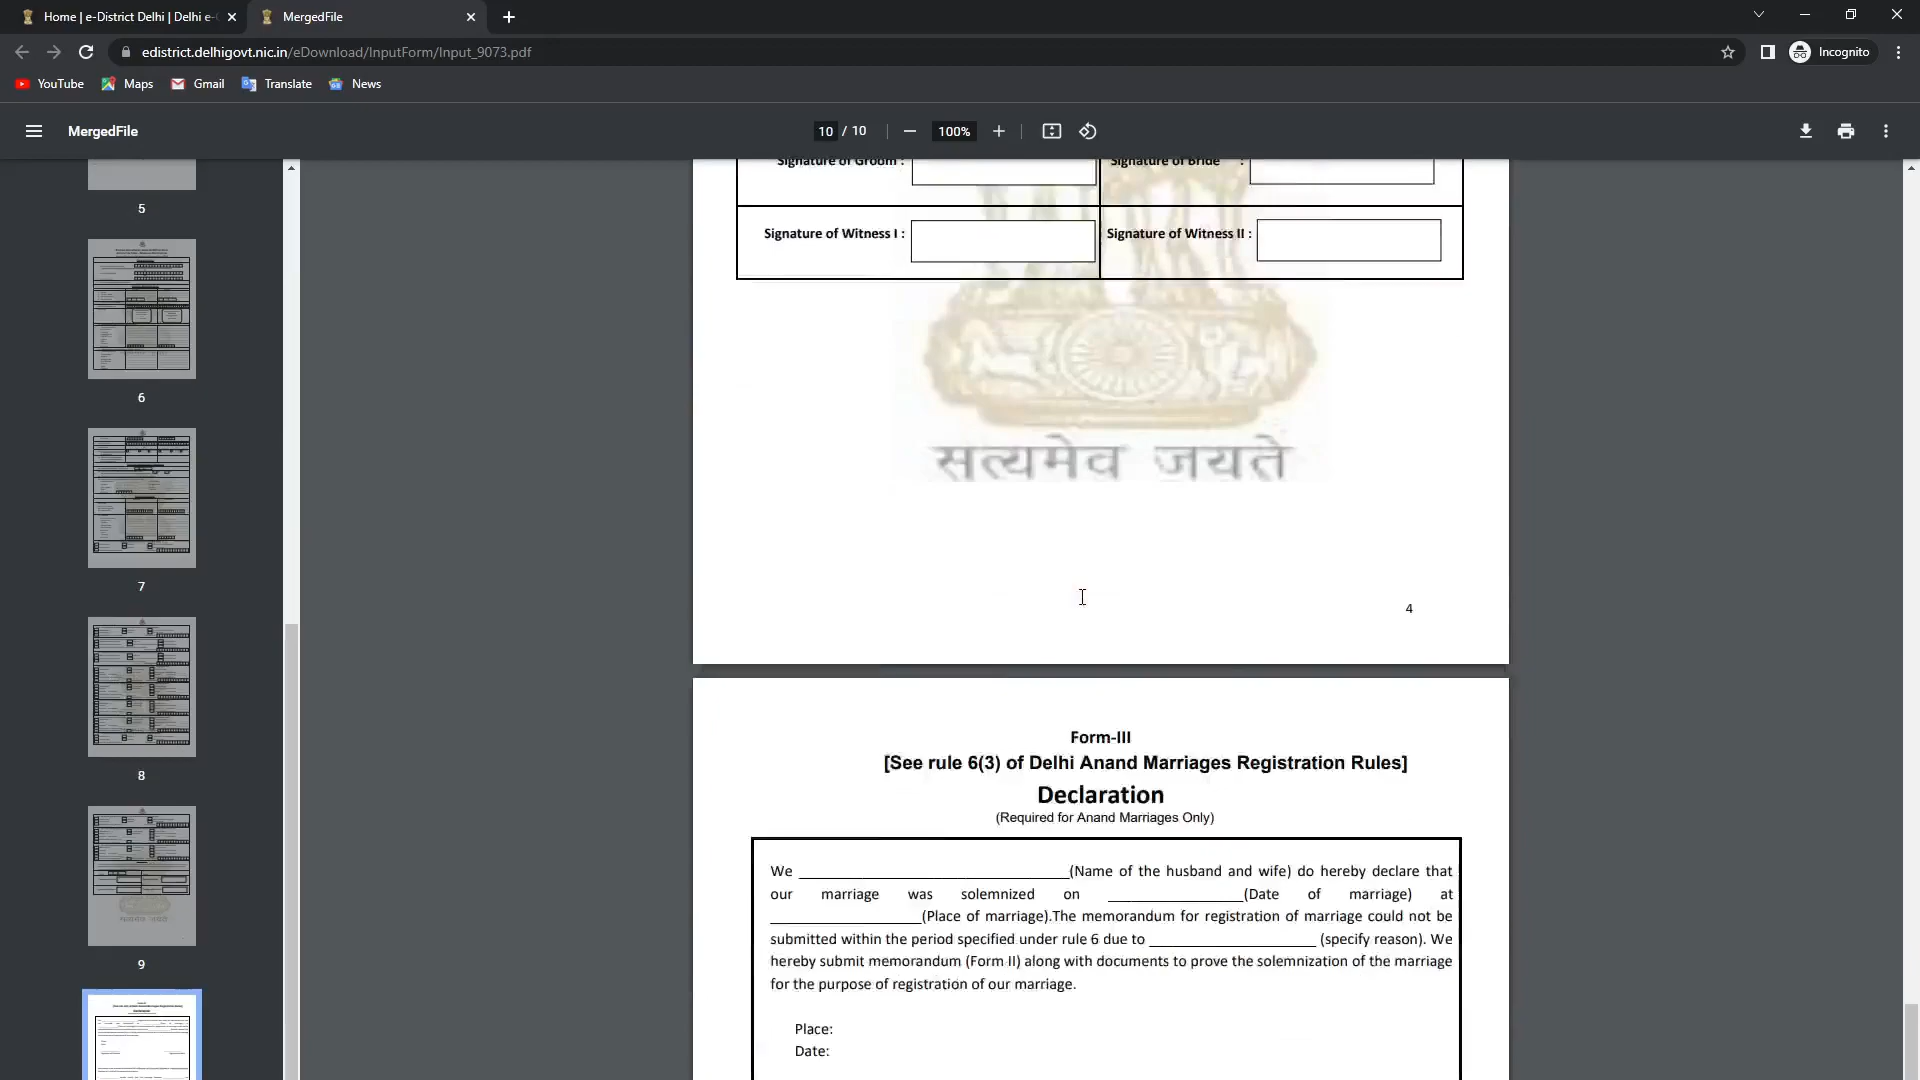 Home | e-District Delhi | Delhi e-
MergedFile
edistrict.delhigovt.nic.in/eDownload/InputForm/Input_9073.pdf
Incognito
YouTube
Maps
Gmail
Translate
News
MergedFile
10 / 10
100%
5
6
7
8
9
Signature of Groom :
Signature of Bride :
Signature of Witness I :
Signature of Witness II :
सत्यमेव जयते
4
Form-III
[See rule 6(3) of Delhi Anand Marriages Registration Rules]
Declaration
(Required for Anand Marriages Only)
We ________________________________(Name of the husband and wife) do hereby declare that
our marriage was solemnized on ________________(Date of marriage) at
__________________(Place of marriage).The memorandum for registration of marriage could not be
submitted within the period specified under rule 6 due to ____________________ (specify reason). We
hereby submit memorandum (Form II) along with documents to prove the solemnization of the marriage
for the purpose of registration of our marriage.
Place:
Date: